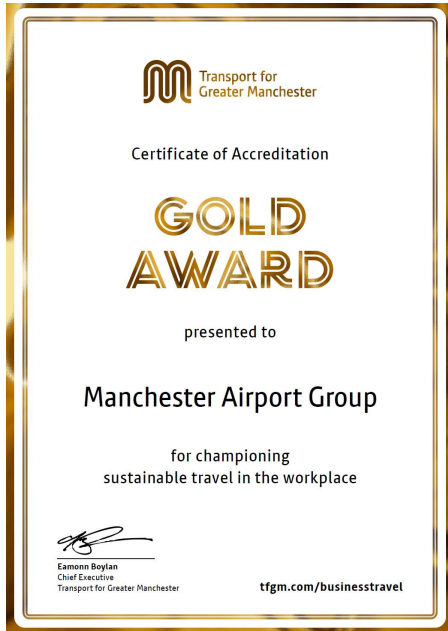 Transport for
Greater Manchester
Certificate of Accreditation
GOLD
AWARD
presented to
Manchester Airport Group
for championing
sustainable travel in the workplace
Eamonn Boylan
Chief Executive
Transport for Greater Manchester
tfgm.com/businesstravel